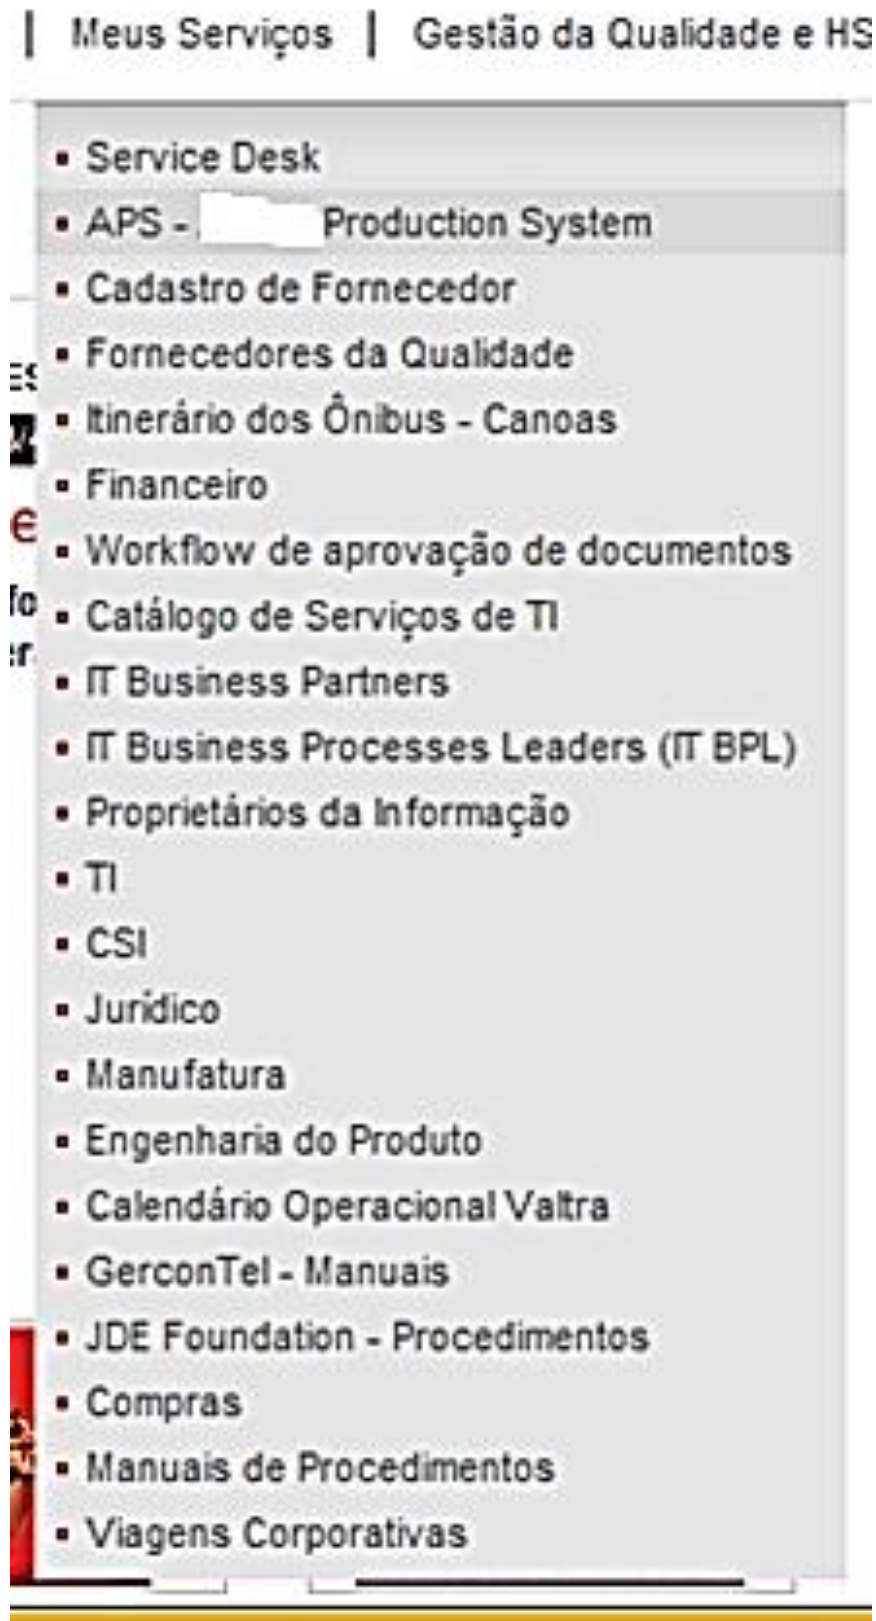 Meus Serviços | Gestão da Qualidade e HS
Service Desk
APS - Production System
Cadastro de Fornecedor
Fornecedores da Qualidade
Itinerário dos Ônibus - Canoas
Financeiro
Workflow de aprovação de documentos
Catálogo de Serviços de TI
IT Business Partners
IT Business Processes Leaders (IT BPL)
Proprietários da Informação
TI
CSI
Jurídico
Manufatura
Engenharia do Produto
Calendário Operacional Valtra
GerconTel - Manuais
JDE Foundation - Procedimentos
Compras
Manuais de Procedimentos
Viagens Corporativas